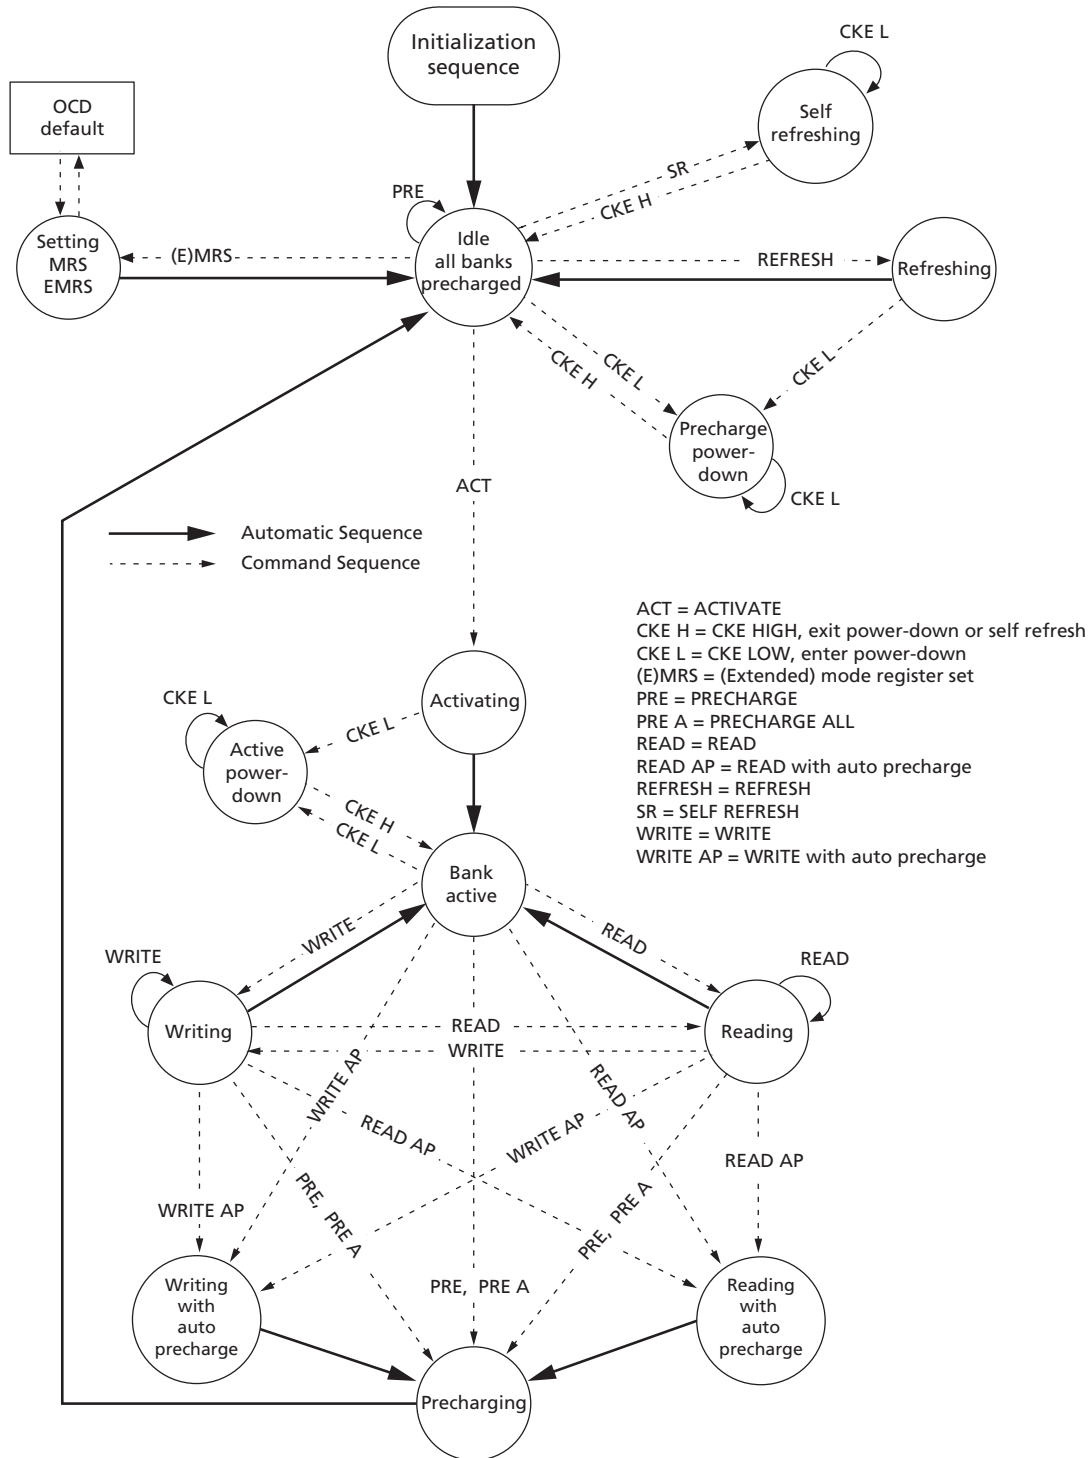 Initialization
sequence
CKE L
OCD
default
Self
refreshing
SR
CKE H
PRE
Setting
MRS
EMRS
(E)MRS
Idle
all banks
precharged
REFRESH
Refreshing
CKE L
CKE H
CKE L
Precharge
power-
down
CKE L
ACT
Automatic Sequence
Command Sequence
ACT = ACTIVATE
CKE H = CKE HIGH, exit power-down or self refresh
CKE L = CKE LOW, enter power-down
(E)MRS = (Extended) mode register set
PRE = PRECHARGE
PRE A = PRECHARGE ALL
READ = READ
READ AP = READ with auto precharge
REFRESH = REFRESH
SR = SELF REFRESH
WRITE = WRITE
WRITE AP = WRITE with auto precharge
CKE L
Activating
CKE L
Active
power-
down
CKE H
CKE L
Bank
active
WRITE
READ
WRITE
READ
Writing
READ
WRITE
Reading
WRITE AP
READ AP
READ AP
WRITE AP
READ AP
PRE, PRE A
PRE, PRE A
WRITE AP
PRE, PRE A
Writing
with
auto
precharge
Reading
with
auto
precharge
Precharging